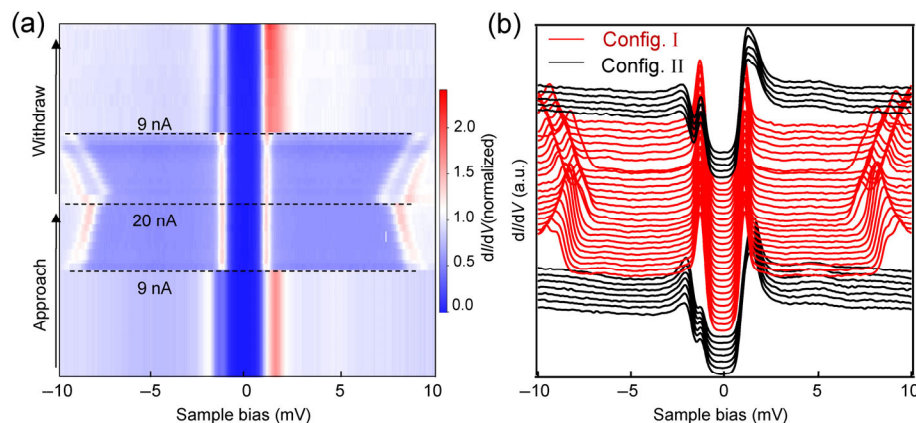 (a)
Withdraw
Approach
9 nA
20 nA
9 nA
–10
–5
0
5
10
Sample bias (mV)
2.0
1.5
1.0
0.5
0.0
dI/dV(normalized)
(b)
Config. I
Config. II
dI/dV (a.u.)
–10
–5
0
5
10
Sample bias (mV)